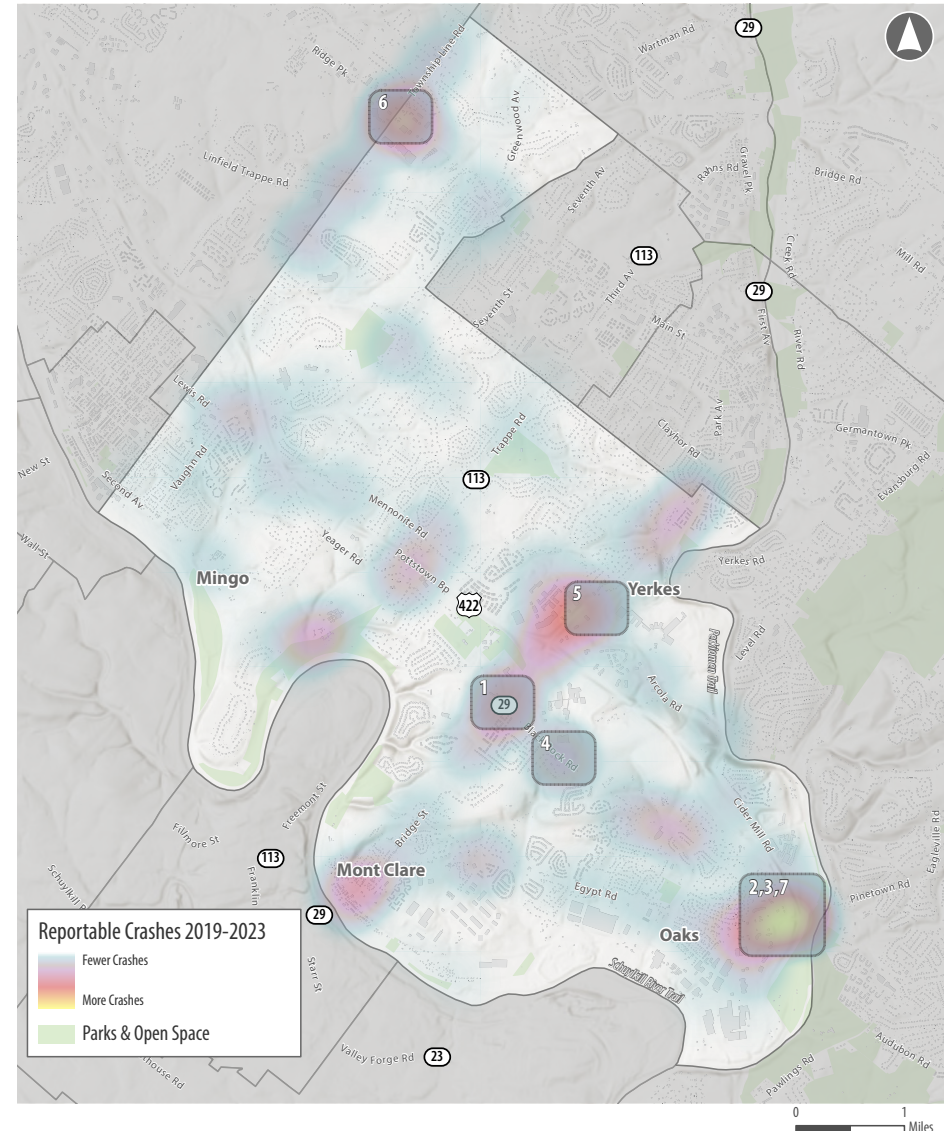 29
Wartman Rd
Ridge Pk
Township Line Rd
6
Greenwood Av
Linfield Trappe Rd
Gravel Pk
Rahns Rd
Bridge Rd
Seventh Av
113
Creek Rd
Mill Rd
Third Av
29
Seventh St
Main St
First Av
River Rd
Lewis Rd
Park Av
Trappe Rd
Clayhor Rd
Germantown Pk
Vaughn Rd
Evansburg Rd
New St
Second Av
113
Mennonite Rd
Wall St
Yeager Rd
Pottstown Bp
Yerkes Rd
Mingo
5
Yerkes
422
Level Rd
Perkiomen Trail
1
29
Arcola Rd
Black Rock Rd
4
Freemont St
Cider Mill Rd
Bridge St
Filmore St
Eagleville Rd
113
Mont Clare
Franklin
2,3,7
Pinetown Rd
Egypt Rd
29
Oaks
Reportable Crashes 2019-2023
Fewer Crashes
More Crashes
Parks & Open Space
Starr St
Schuylkill River Trail
Valley Forge Rd
23
Audubon Rd
Pawlings Rd
0 1
Miles